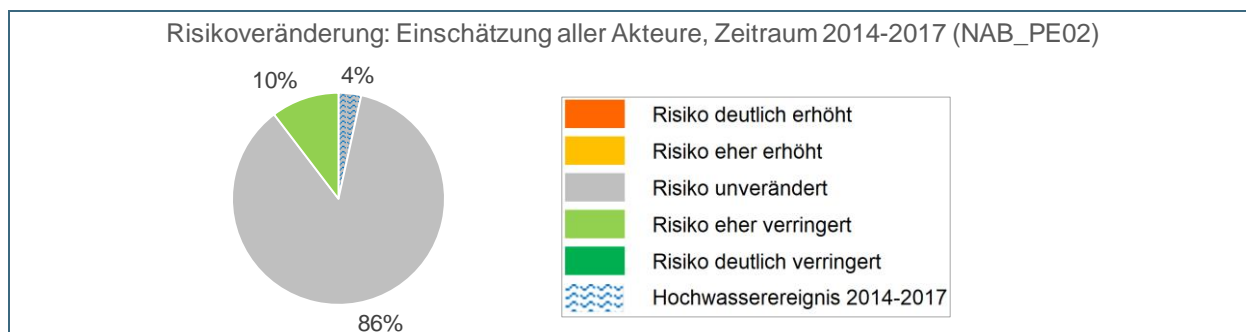 Risikoveränderung: Einschätzung aller Akteure, Zeitraum 2014-2017 (NAB_PE02)
10%
4%
86%
Risiko deutlich erhöht
Risiko eher erhöht
Risiko unverändert
Risiko eher verringert
Risiko deutlich verringert
Hochwasserereignis 2014-2017